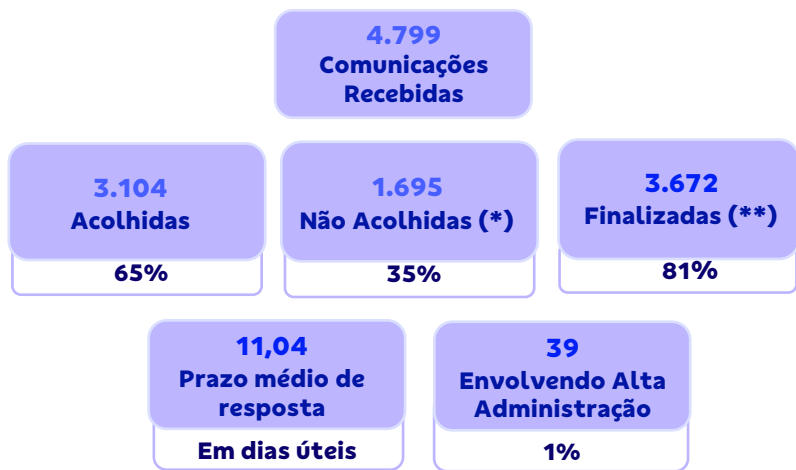 4.799
Comunicações
Recebidas
3.104
Acolhidas
65%
1.695
Não Acolhidas (*)
35%
3.672
Finalizadas (**)
81%
11,04
Prazo médio de
resposta
Em dias úteis
39
Envolvendo Alta
Administração
1%